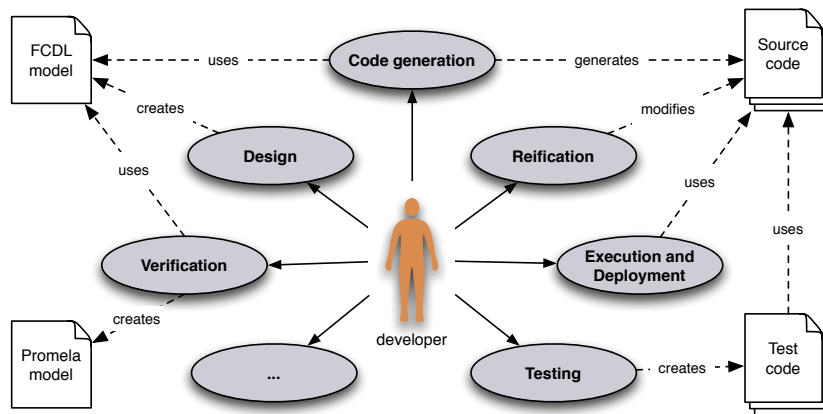 FCDL
model
uses
Code generation
generates
Source
code
creates
modifies
Design
Reification
uses
uses
uses
Verification
Execution and
Deployment
creates
developer
Promela
model
...
Testing
creates
Test
code